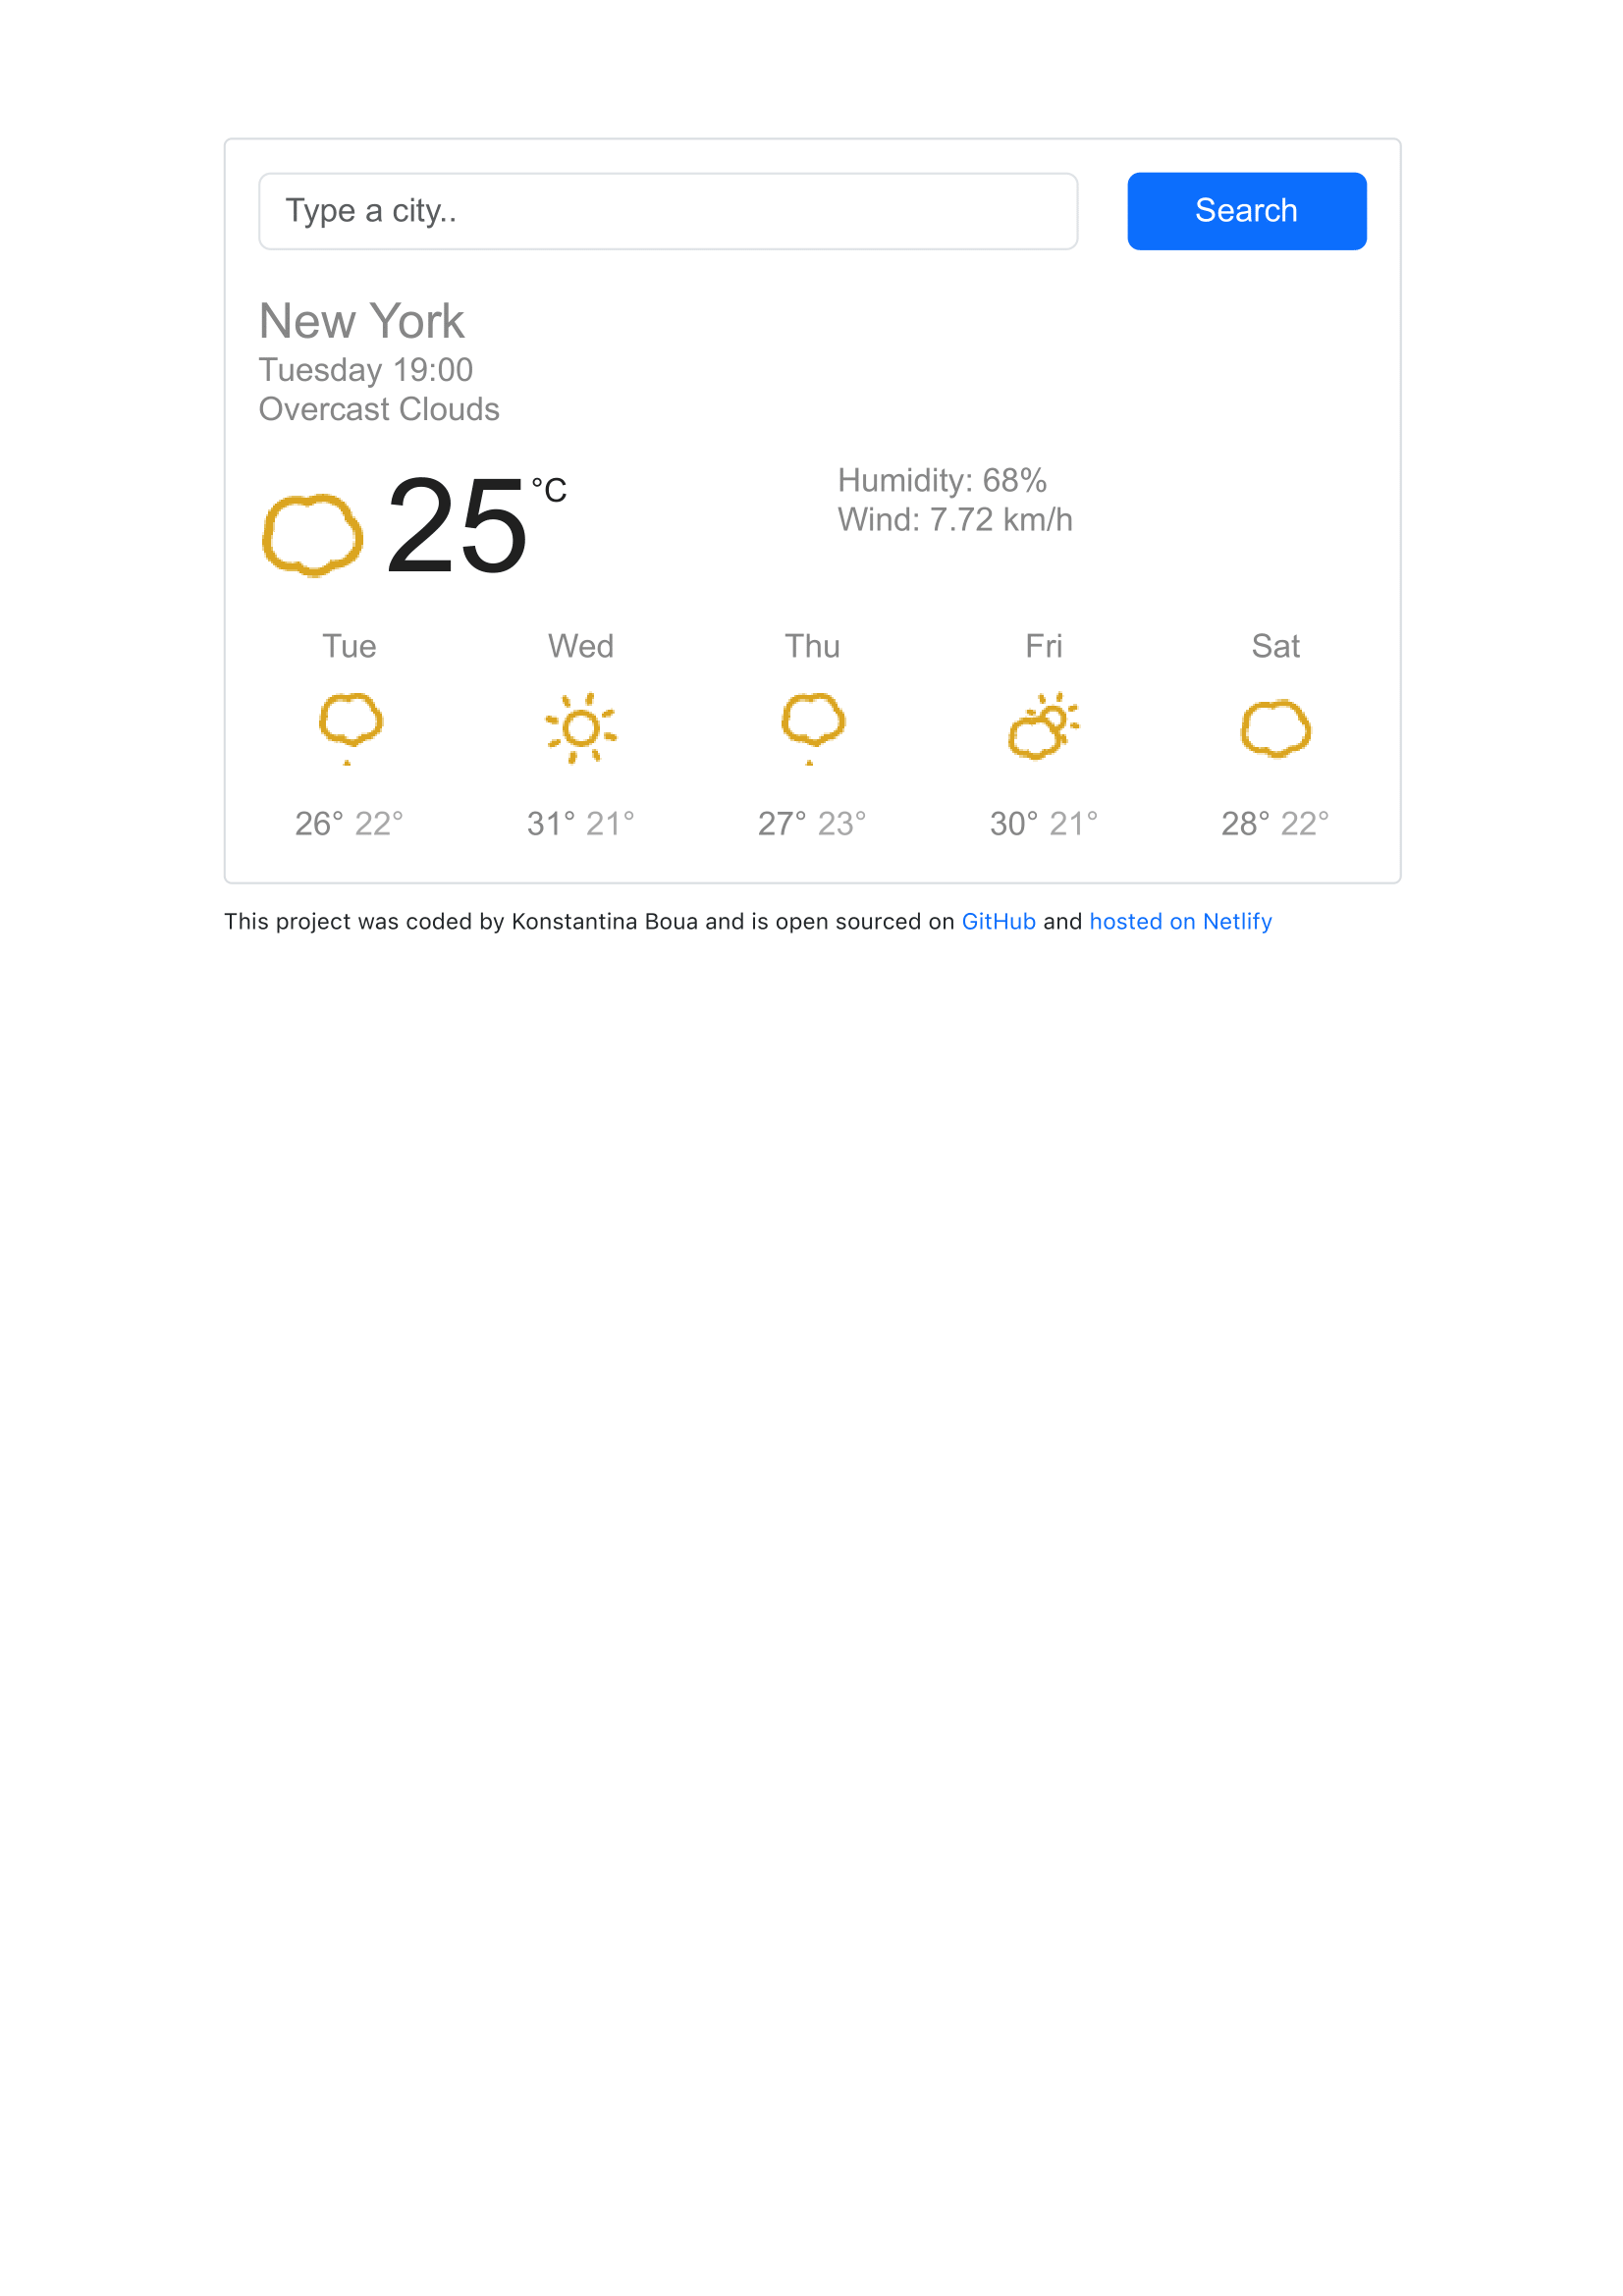 Type a city..
Search
New York
Tuesday 19:00
Overcast Clouds
25 °C
Humidity: 68%
Wind: 7.72 km/h
Tue Wed Thu Fri Sat
26° 22° 31° 21° 27° 23° 30° 21° 28° 22°
This project was coded by Konstantina Boua and is open sourced on GitHub and hosted on Netlify